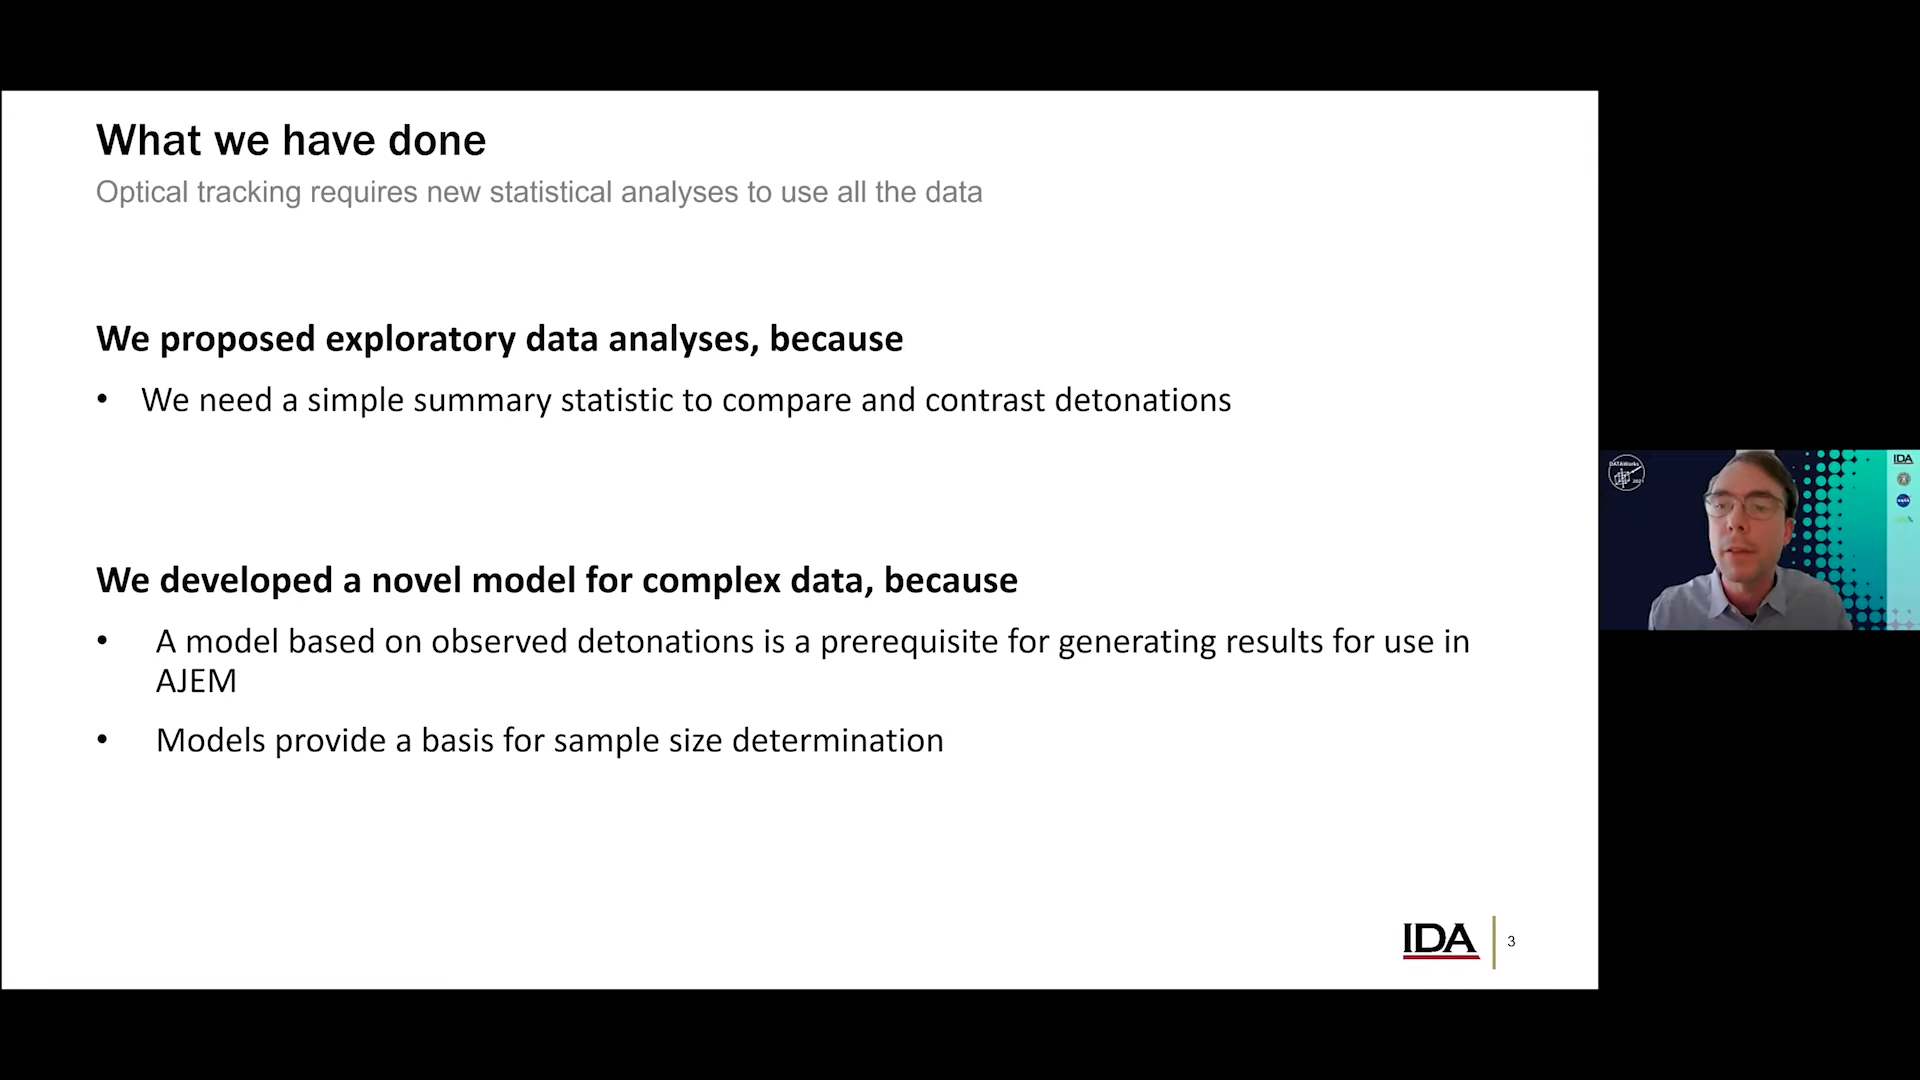 What we have done
Optical tracking requires new statistical analyses to use all the data
We proposed exploratory data analyses, because
• We need a simple summary statistic to compare and contrast detonations
We developed a novel model for complex data, because
• A model based on observed detonations is a prerequisite for generating results for use in
AJEM
• Models provide a basis for sample size determination
IDA
3
DATAWorks
2021
IDA
NASA